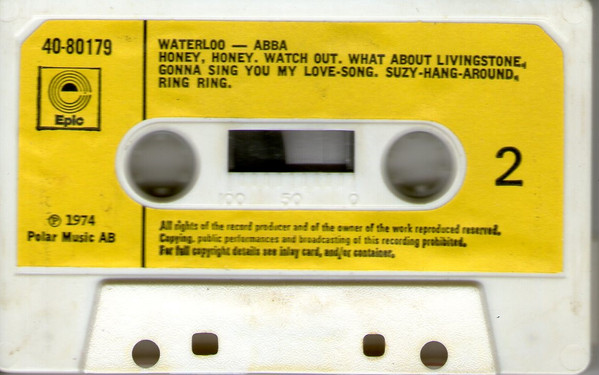 40-80179
WATERLOO — ABBA
HONEY, HONEY. WATCH OUT. WHAT ABOUT LIVINGSTONE.
GONNA SING YOU MY LOVE-SONG. SUZY-HANG-AROUND.
RING RING.
Epic
2
100 50 0
℗ 1974
Polar Music AB
All rights of the record producer and of the owner of the work reproduced reserved.
Copying, public performances and broadcasting of this recording prohibited.
For full copyright details see inlay card, and/or container.